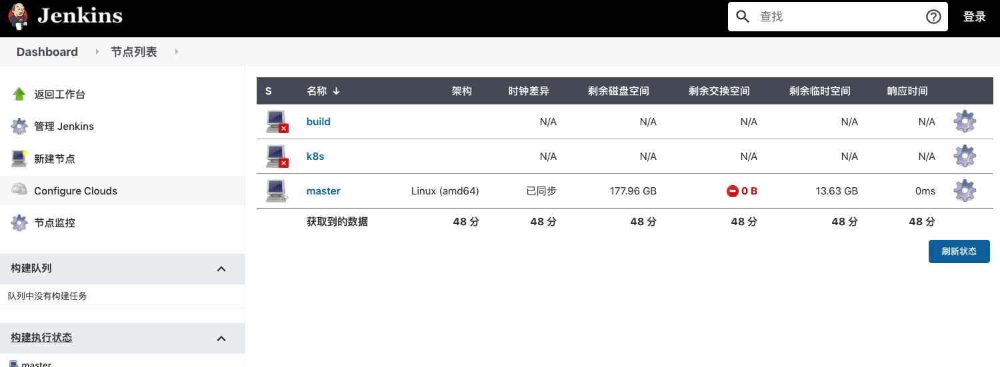 Jenkins
查找
登录
Dashboard 节点列表
返回工作台
管理 Jenkins
新建节点
Configure Clouds
节点监控
构建队列
队列中没有构建任务
构建执行状态
master
S 名称 ↓ 架构 时钟差异 剩余磁盘空间 剩余交换空间 剩余临时空间 响应时间
build N/A N/A N/A N/A N/A
k8s N/A N/A N/A N/A N/A
master Linux (amd64) 已同步 177.96 GB 0 B 13.63 GB 0ms
获取到的数据 48 分 48 分 48 分 48 分 48 分 48 分
刷新状态